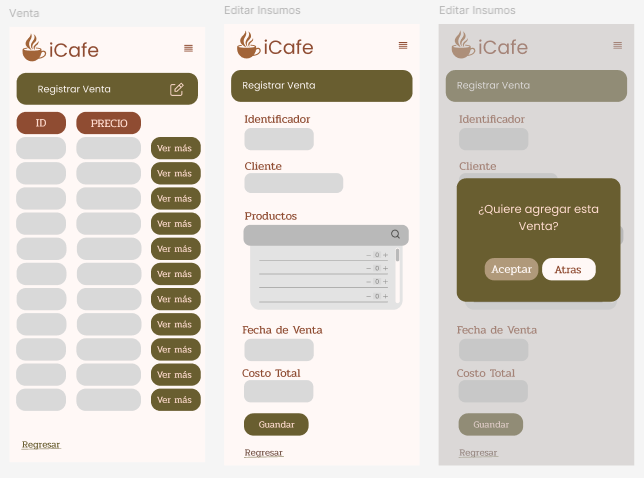 Venta
iCafe
Registrar Venta
ID
PRECIO
Ver más
Ver más
Ver más
Ver más
Ver más
Ver más
Ver más
Ver más
Ver más
Ver más
Ver más
Regresar
Editar Insumos
iCafe
Registrar Venta
Identificador
Cliente
Productos
− 0 +
− 0 +
− 0 +
− 0 +
Fecha de Venta
Costo Total
Guandar
Regresar
Editar Insumos
iCafe
Registrar Venta
Identificador
Cliente
¿Quiere agregar esta
Venta?
Aceptar
Atras
Fecha de Venta
Costo Total
Guandar
Regresar